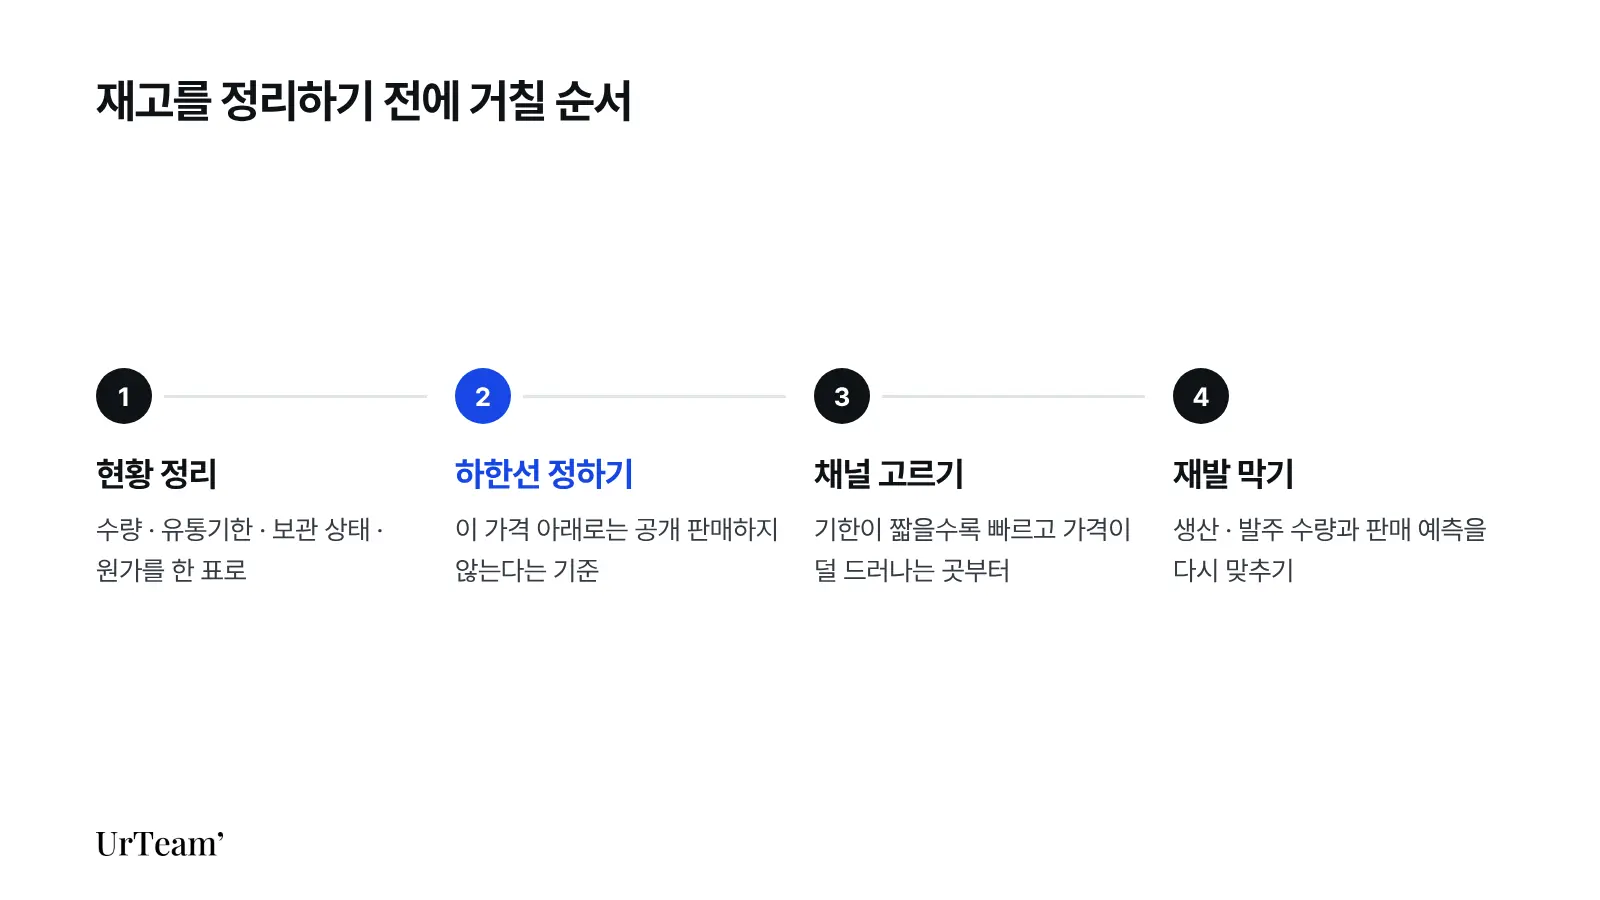 재고를 정리하기 전에 거칠 순서
1
현황 정리
수량 · 유통기한 · 보관 상태 ·
원가를 한 표로
2
하한선 정하기
이 가격 아래로는 공개 판매하지
않는다는 기준
3
채널 고르기
기한이 짧을수록 빠르고 가격이
덜 드러나는 곳부터
4
재발 막기
생산 · 발주 수량과 판매 예측을
다시 맞추기
UrTeam’